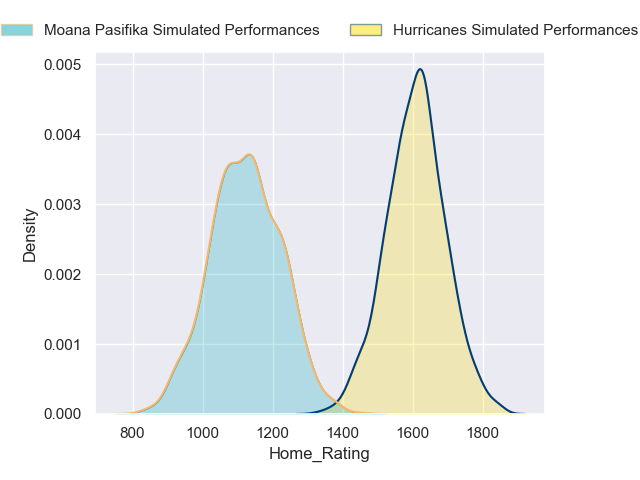 Moana Pasifika Simulated Performances Hurricanes Simulated Performances
0.005
0.004
0.003
0.002
0.001
0.000
Density
800 1000 1200 1400 1600 1800
Home_Rating